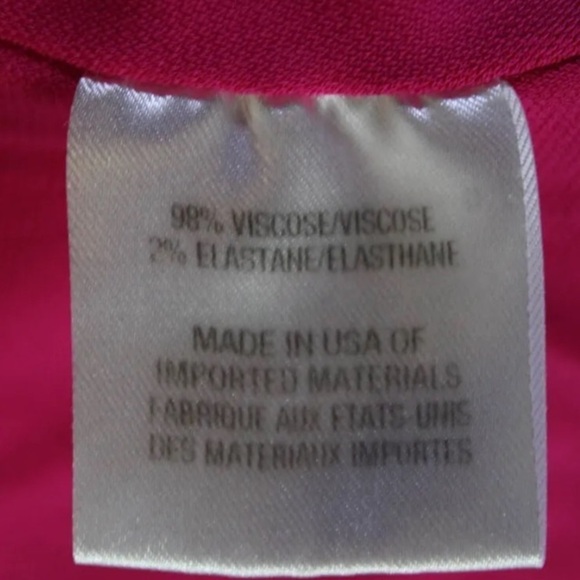 98% VISCOSE/VISCOSE
2% ELASTANE/ELASTHANE
MADE IN USA OF
IMPORTED MATERIALS
FABRIQUE AUX ETATS-UNIS
DES MATERIAUX IMPORTES